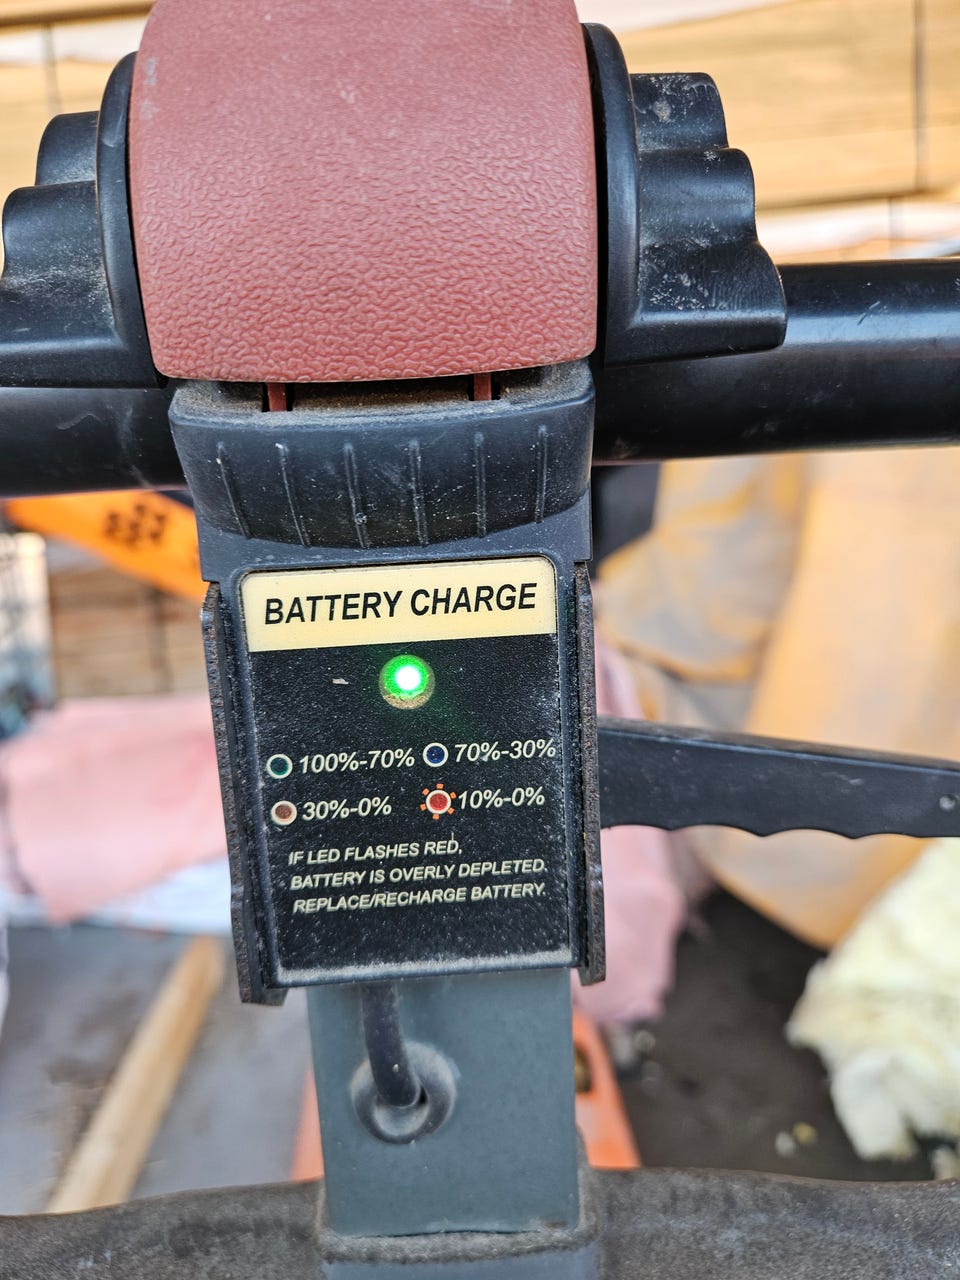 BATTERY CHARGE
100%-70% 70%-30%
30%-0% 10%-0%
IF LED FLASHES RED,
BATTERY IS OVERLY DEPLETED.
REPLACE/RECHARGE BATTERY.